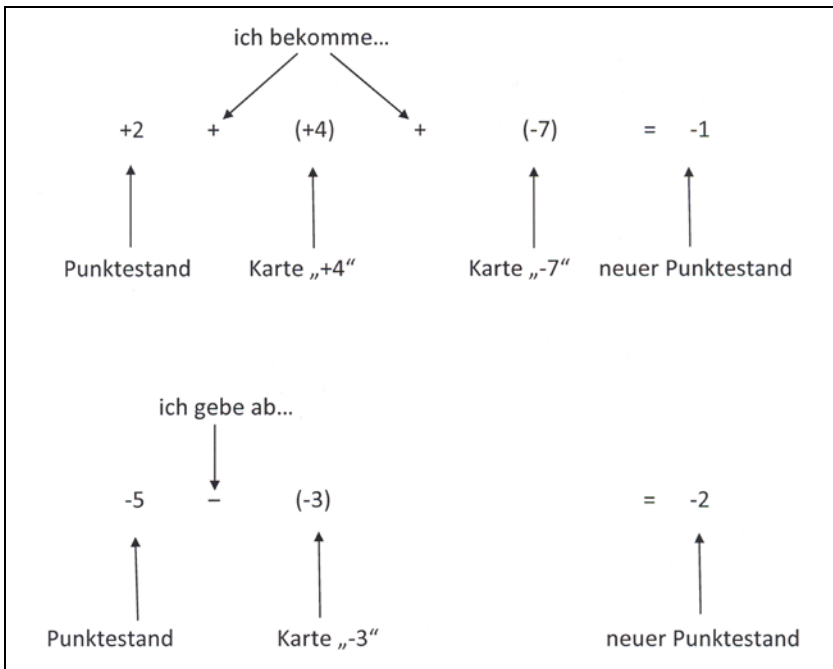 ich bekomme...
+2 + (+4) + (-7) = -1
Punktestand Karte „+4“ Karte „-7“ neuer Punktestand
ich gebe ab...
-5 – (-3) = -2
Punktestand Karte „-3“ neuer Punktestand